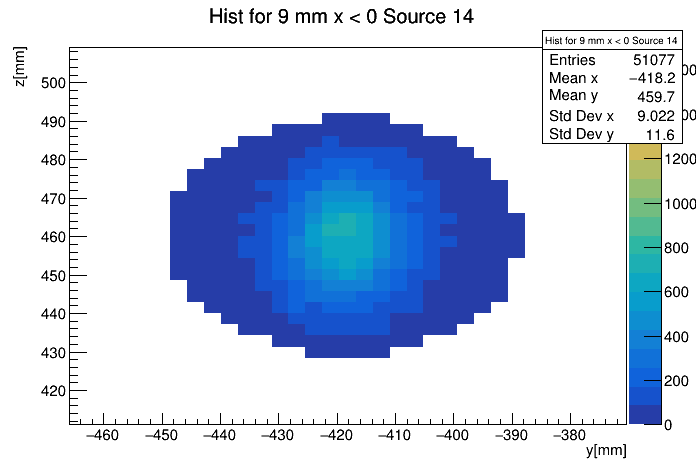 Hist for 9 mm x < 0 Source 14
z[mm]
Hist for 9 mm x < 0 Source 14
Entries 51077
Mean x −418.2
Mean y 459.7
Std Dev x 9.022
Std Dev y 11.6
500
490
480
470
460
450
440
430
420
1200
1000
800
600
400
200
0
−460 −450 −440 −430 −420 −410 −400 −390 −380
y[mm]